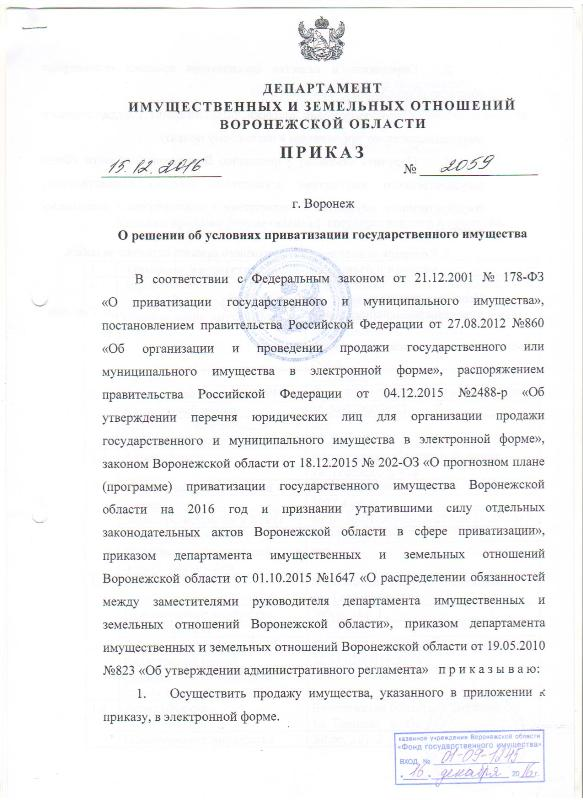 ДЕПАРТАМЕНТ
ИМУЩЕСТВЕННЫХ И ЗЕМЕЛЬНЫХ ОТНОШЕНИЙ
ВОРОНЕЖСКОЙ ОБЛАСТИ
ПРИКАЗ
15.12.2016 № 2059
г. Воронеж
О решении об условиях приватизации государственного имущества
В соответствии с Федеральным законом от 21.12.2001 № 178-ФЗ
«О приватизации государственного и муниципального имущества»,
постановлением правительства Российской Федерации от 27.08.2012 №860
«Об организации и проведении продажи государственного или
муниципального имущества в электронной форме», распоряжением
правительства Российской Федерации от 04.12.2015 №2488-р «Об
утверждении перечня юридических лиц для организации продажи
государственного и муниципального имущества в электронной форме»,
законом Воронежской области от 18.12.2015 № 202-ОЗ «О прогнозном плане
(программе) приватизации государственного имущества Воронежской
области на 2016 год и признании утратившими силу отдельных
законодательных актов Воронежской области в сфере приватизации»,
приказом департамента имущественных и земельных отношений
Воронежской области от 01.10.2015 №1647 «О распределении обязанностей
между заместителями руководителя департамента имущественных и
земельных отношений Воронежской области», приказом департамента
имущественных и земельных отношений Воронежской области от 19.05.2010
№823 «Об утверждении административного регламента» п р и к а з ы в а ю:
1. Осуществить продажу имущества, указанного в приложении к
приказу, в электронной форме.
казенное учреждение Воронежской области
«Фонд государственного имущества»
ВХОД. № 01-09-1245
« 16 » декабря 2016 г.